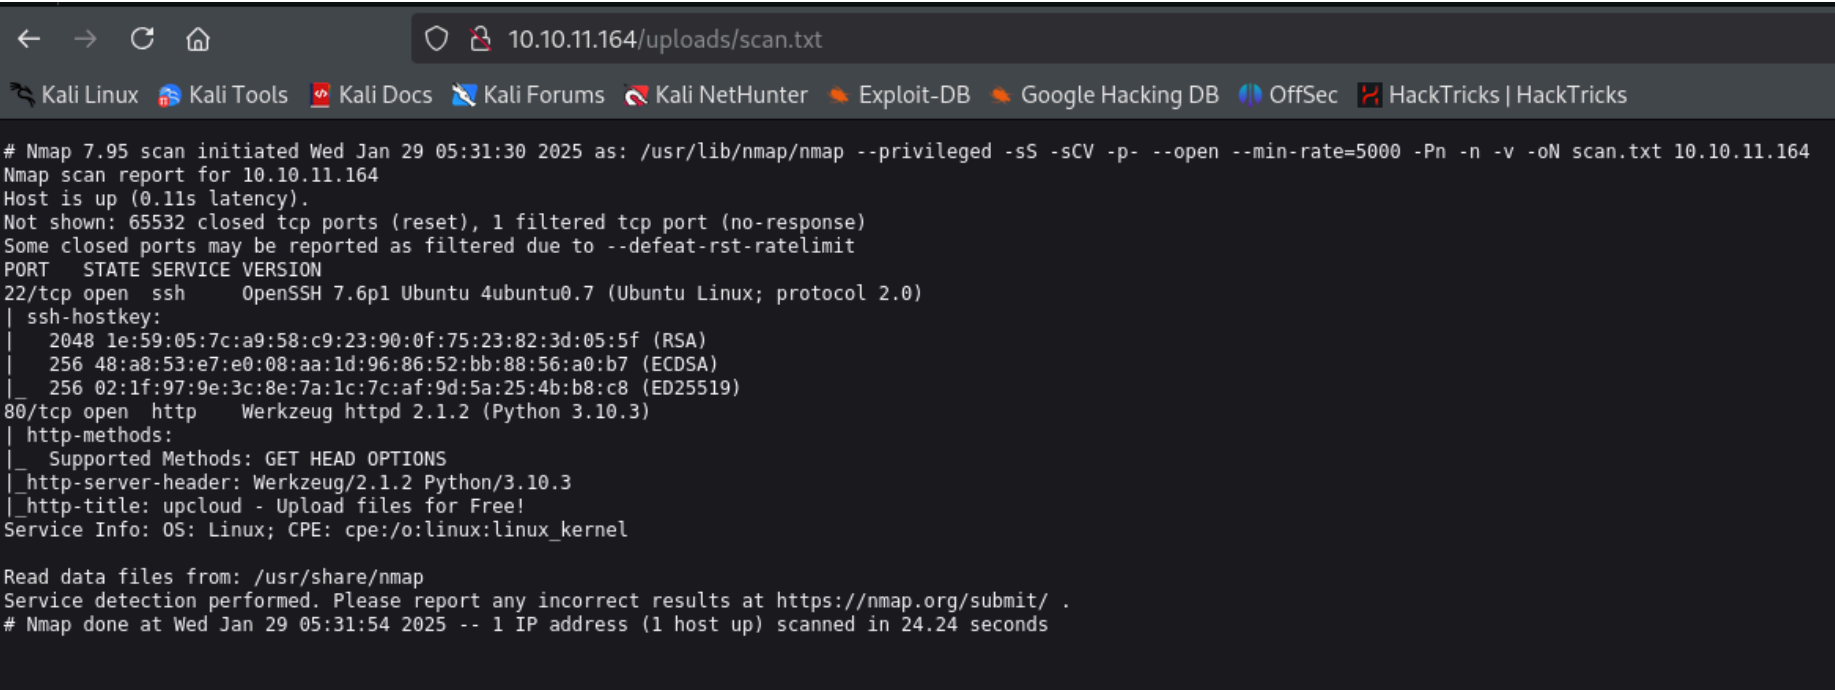 10.10.11.164/uploads/scan.txt
Kali Linux Kali Tools Kali Docs Kali Forums Kali NetHunter Exploit-DB Google Hacking DB OffSec HackTricks | HackTricks
# Nmap 7.95 scan initiated Wed Jan 29 05:31:30 2025 as: /usr/lib/nmap/nmap --privileged -sS -sCV -p- --open --min-rate=5000 -Pn -n -v -oN scan.txt 10.10.11.164
Nmap scan report for 10.10.11.164
Host is up (0.11s latency).
Not shown: 65532 closed tcp ports (reset), 1 filtered tcp port (no-response)
Some closed ports may be reported as filtered due to --defeat-rst-ratelimit
PORT   STATE SERVICE VERSION
22/tcp open  ssh     OpenSSH 7.6p1 Ubuntu 4ubuntu0.7 (Ubuntu Linux; protocol 2.0)
| ssh-hostkey:
|   2048 1e:59:05:7c:a9:58:c9:23:90:0f:75:23:82:3d:05:5f (RSA)
|   256 48:a8:53:e7:e0:08:aa:1d:96:86:52:bb:88:56:a0:b7 (ECDSA)
|_  256 02:1f:97:9e:3c:8e:7a:1c:7c:af:9d:5a:25:4b:b8:c8 (ED25519)
80/tcp open  http    Werkzeug httpd 2.1.2 (Python 3.10.3)
| http-methods:
|_  Supported Methods: GET HEAD OPTIONS
|_http-server-header: Werkzeug/2.1.2 Python/3.10.3
|_http-title: upcloud - Upload files for Free!
Service Info: OS: Linux; CPE: cpe:/o:linux:linux_kernel
Read data files from: /usr/share/nmap
Service detection performed. Please report any incorrect results at https://nmap.org/submit/ .
# Nmap done at Wed Jan 29 05:31:54 2025 -- 1 IP address (1 host up) scanned in 24.24 seconds